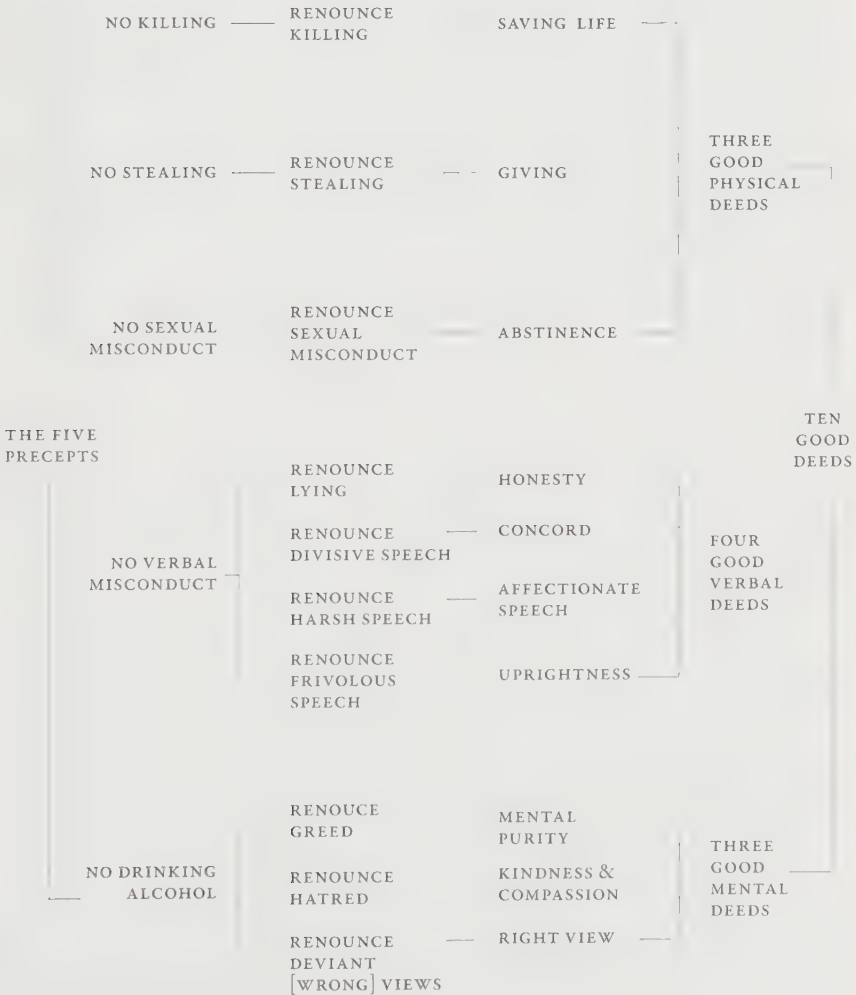 NO KILLING
RENOUNCE
KILLING
SAVING LIFE
NO STEALING
RENOUNCE
STEALING
GIVING
THREE
GOOD
PHYSICAL
DEEDS
NO SEXUAL
MISCONDUCT
RENOUNCE
SEXUAL
MISCONDUCT
ABSTINENCE
THE FIVE
PRECEPTS
TEN
GOOD
DEEDS
NO VERBAL
MISCONDUCT
RENOUNCE
LYING
HONESTY
RENOUNCE
DIVISIVE SPEECH
CONCORD
RENOUNCE
HARSH SPEECH
AFFECTIONATE
SPEECH
RENOUNCE
FRIVOLOUS
SPEECH
UPRIGHTNESS
FOUR
GOOD
VERBAL
DEEDS
NO DRINKING
ALCOHOL
RENOUCE
GREED
MENTAL
PURITY
RENOUNCE
HATRED
KINDNESS &
COMPASSION
RENOUNCE
DEVIANT
[WRONG] VIEWS
RIGHT VIEW
THREE
GOOD
MENTAL
DEEDS